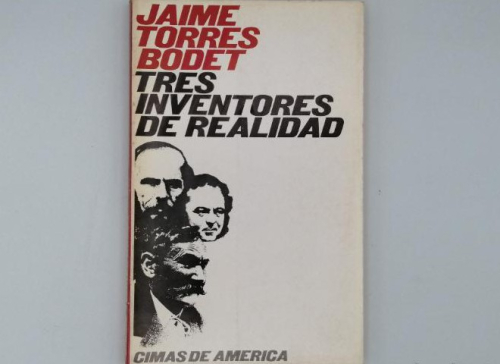 JAIME
TORRES
BODET
TRES
INVENTORES
DE REALIDAD
CIMAS DE AMERICA